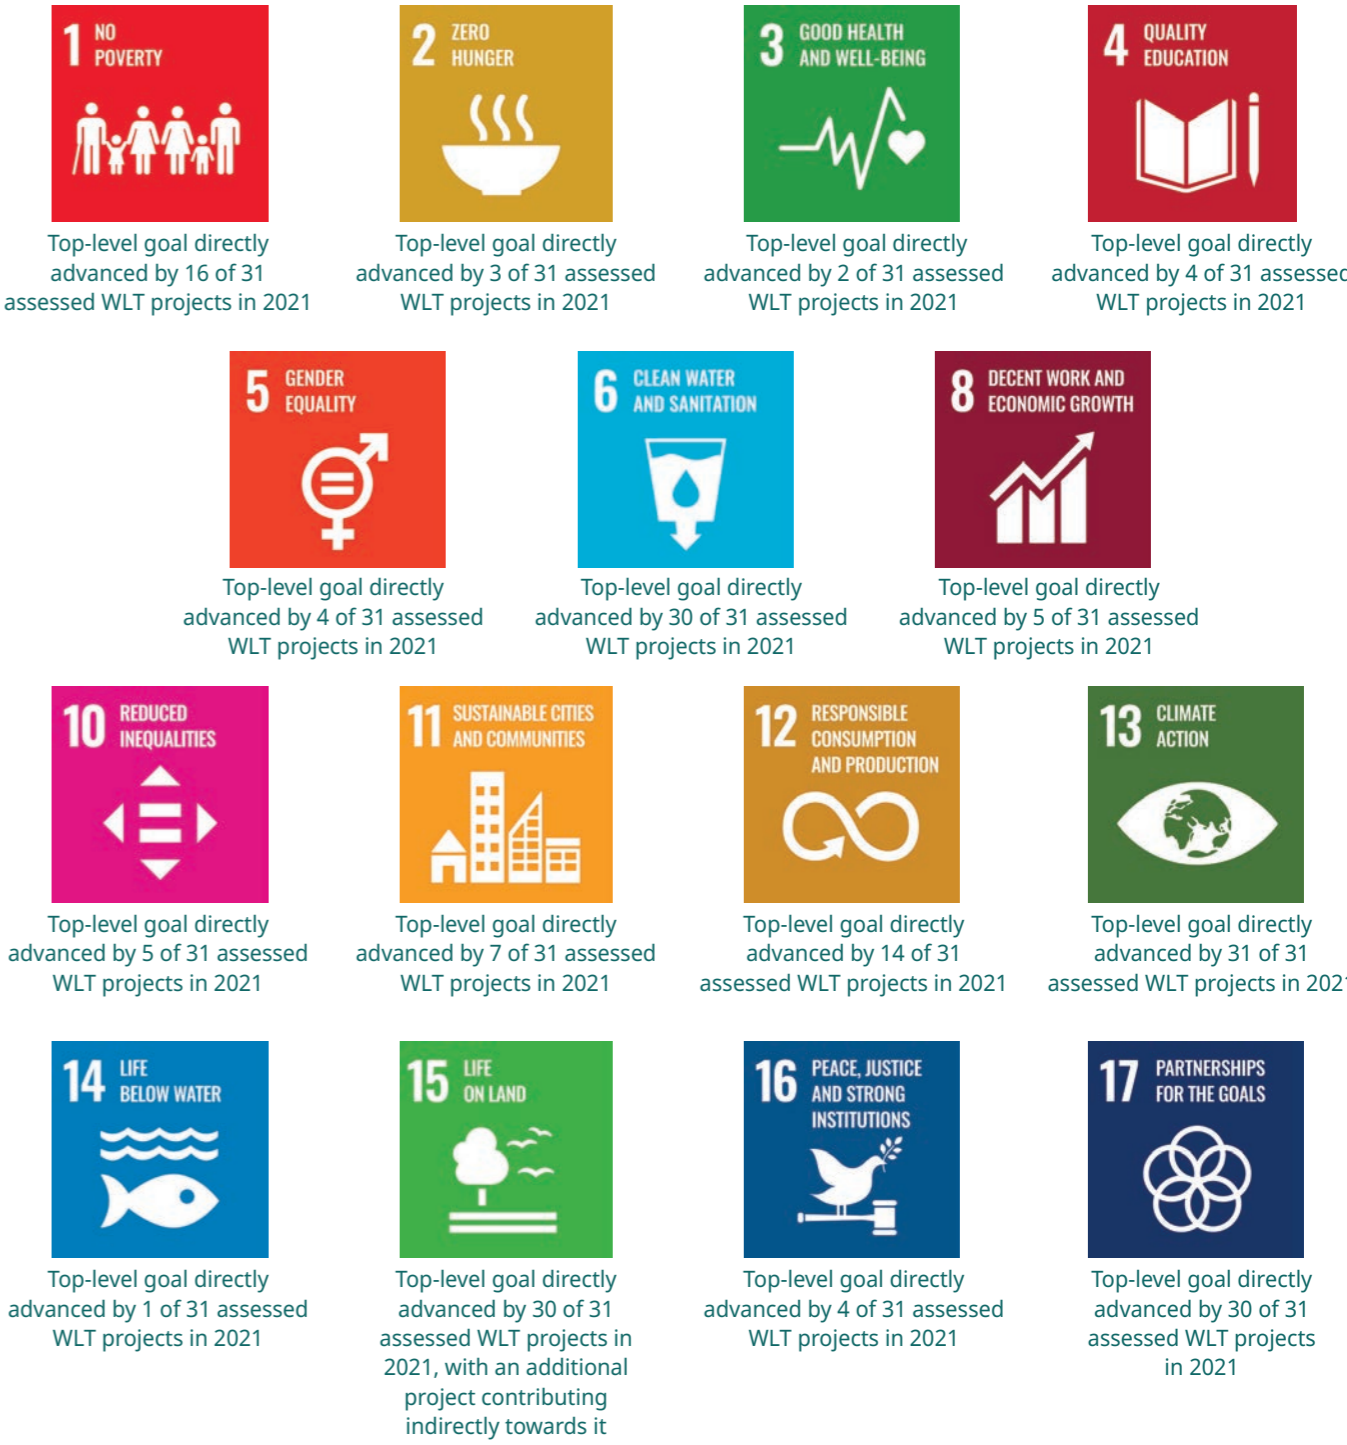 1 NO
POVERTY
Top-level goal directly
advanced by 16 of 31
assessed WLT projects in 2021
2 ZERO
HUNGER
Top-level goal directly
advanced by 3 of 31 assessed
WLT projects in 2021
3 GOOD HEALTH
AND WELL-BEING
Top-level goal directly
advanced by 2 of 31 assessed
WLT projects in 2021
4 QUALITY
EDUCATION
Top-level goal directly
advanced by 4 of 31 assessed
WLT projects in 2021
5 GENDER
EQUALITY
Top-level goal directly
advanced by 4 of 31 assessed
WLT projects in 2021
6 CLEAN WATER
AND SANITATION
Top-level goal directly
advanced by 30 of 31 assessed
WLT projects in 2021
8 DECENT WORK AND
ECONOMIC GROWTH
Top-level goal directly
advanced by 5 of 31 assessed
WLT projects in 2021
10 REDUCED
INEQUALITIES
Top-level goal directly
advanced by 5 of 31 assessed
WLT projects in 2021
11 SUSTAINABLE CITIES
AND COMMUNITIES
Top-level goal directly
advanced by 7 of 31 assessed
WLT projects in 2021
12 RESPONSIBLE
CONSUMPTION
AND PRODUCTION
Top-level goal directly
advanced by 14 of 31
assessed WLT projects in 2021
13 CLIMATE
ACTION
Top-level goal directly
advanced by 31 of 31
assessed WLT projects in 2021
14 LIFE
BELOW WATER
Top-level goal directly
advanced by 1 of 31 assessed
WLT projects in 2021
15 LIFE
ON LAND
Top-level goal directly
advanced by 30 of 31
assessed WLT projects in
2021, with an additional
project contributing
indirectly towards it
16 PEACE, JUSTICE
AND STRONG
INSTITUTIONS
Top-level goal directly
advanced by 4 of 31 assessed
WLT projects in 2021
17 PARTNERSHIPS
FOR THE GOALS
Top-level goal directly
advanced by 30 of 31
assessed WLT projects
in 2021